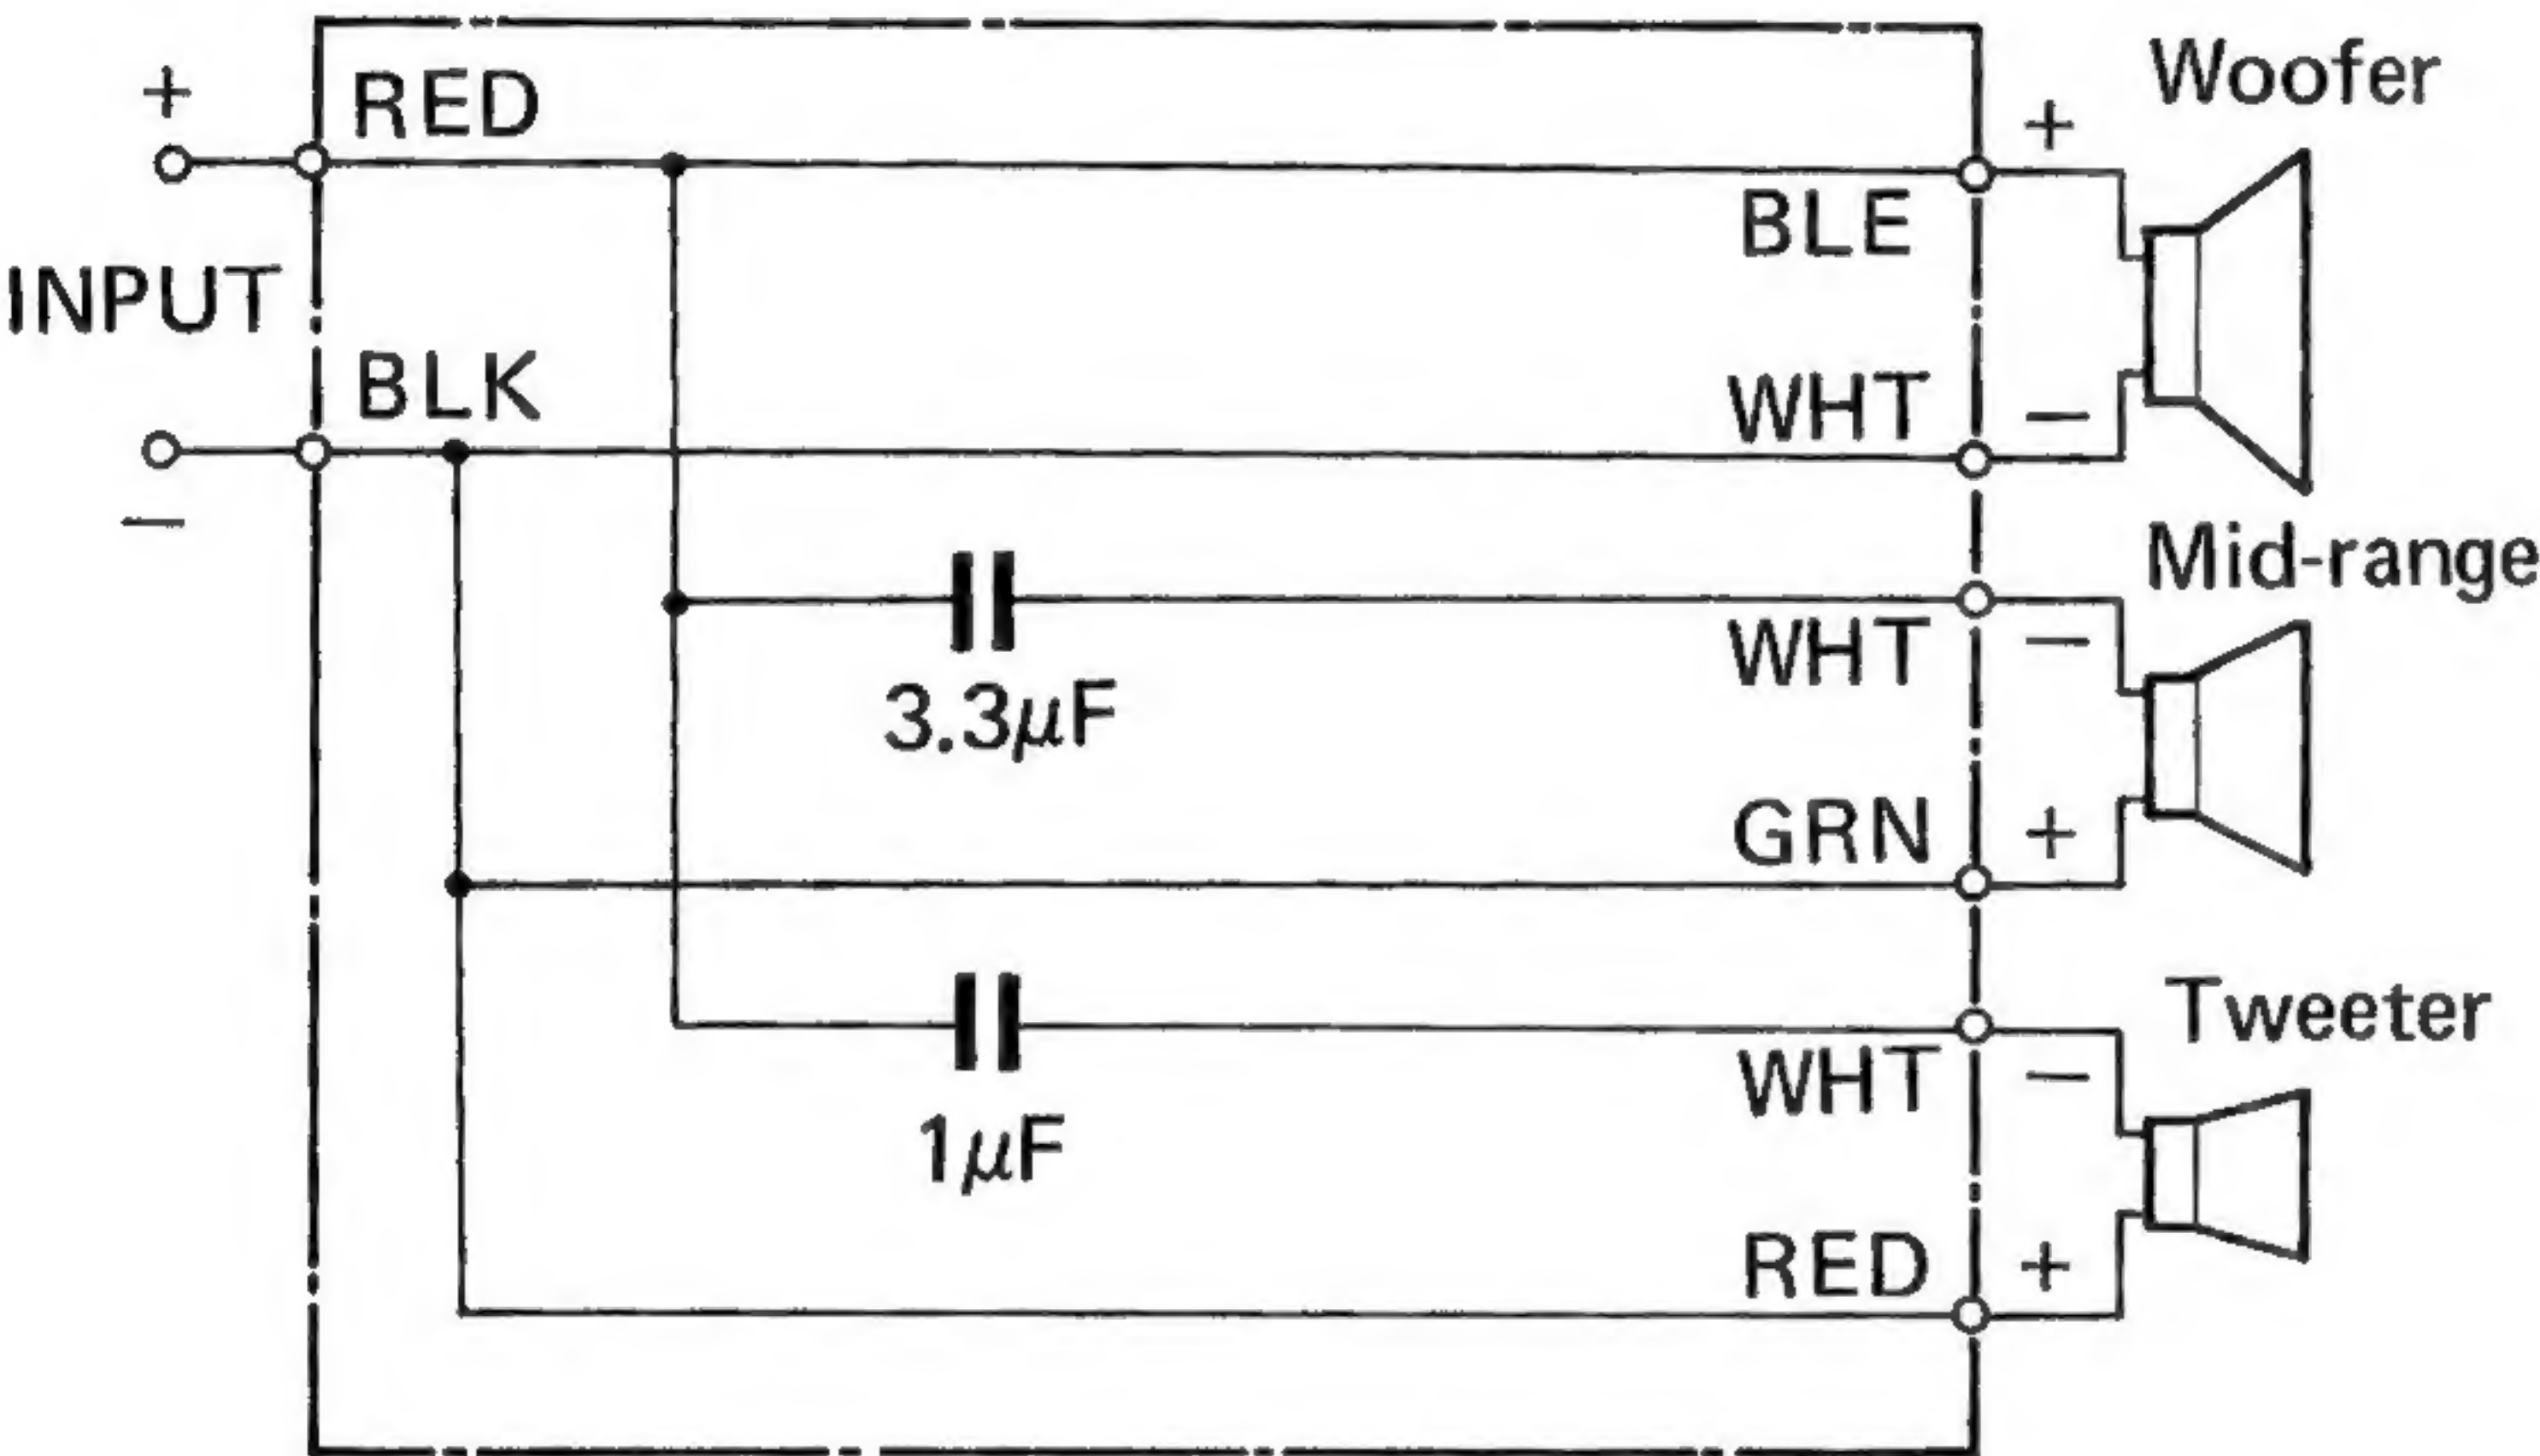 Woofer
+
RED
+
BLE
INPUT
BLK
WHT
−
−
Mid-range
WHT
−
3.3μF
GRN
+
Tweeter
WHT
−
1μF
RED
+